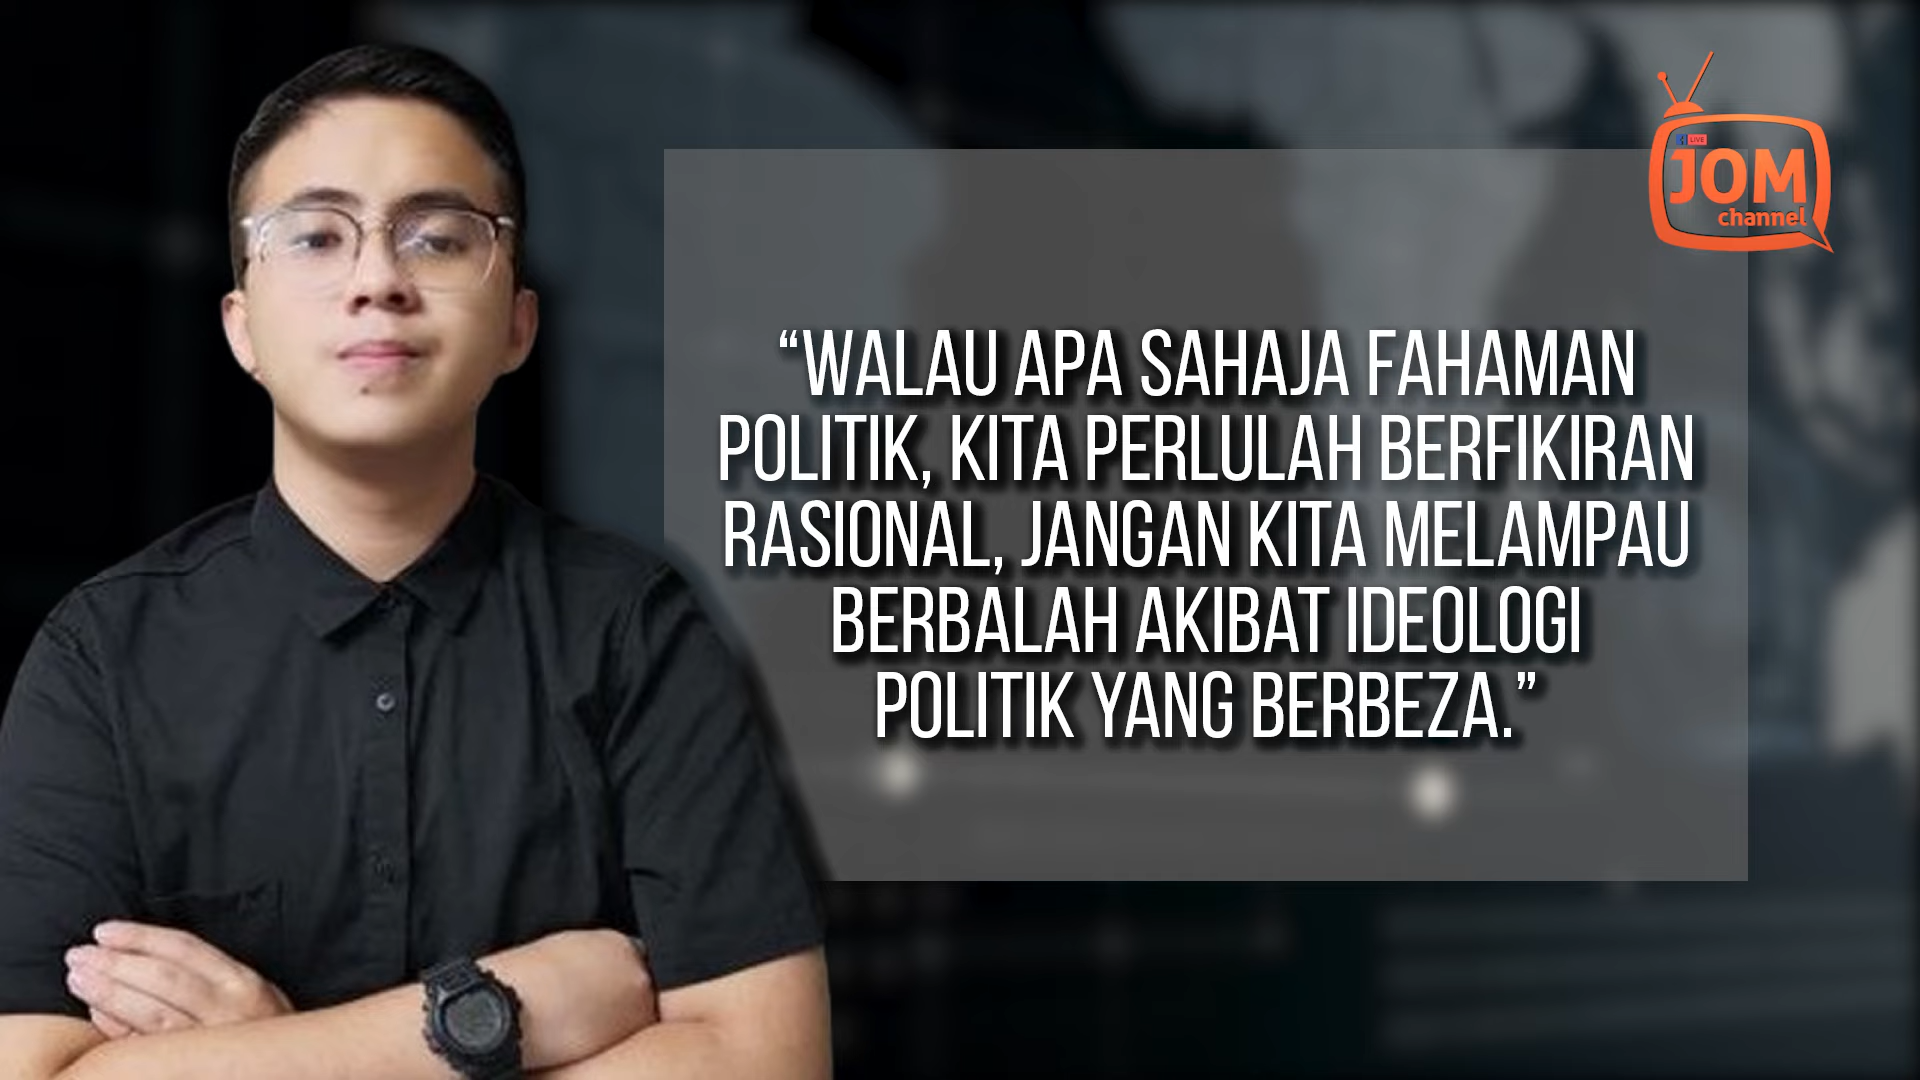 LIVE
JOM
channel
“WALAU APA SAHAJA FAHAMAN
POLITIK, KITA PERLULAH BERFIKIRAN
RASIONAL, JANGAN KITA MELAMPAU
BERBALAH AKIBAT IDEOLOGI
POLITIK YANG BERBEZA.”